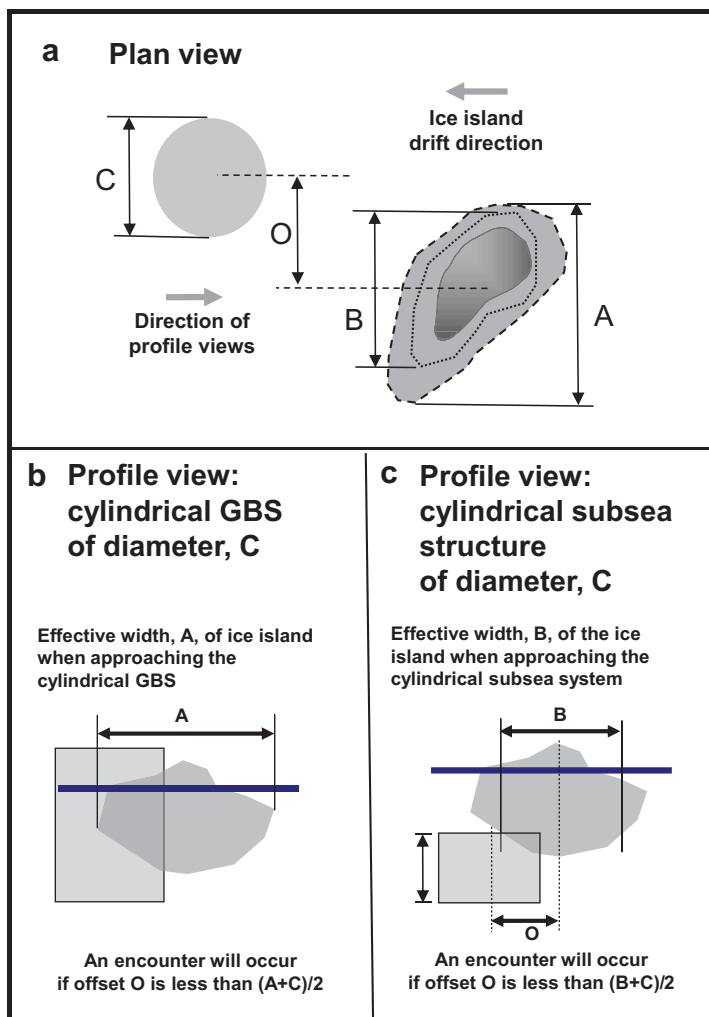 a Plan view
Ice island
drift direction
C
O
B
A
Direction of
profile views
b Profile view:
cylindrical GBS
of diameter, C
Effective width, A, of ice island
when approaching the
cylindrical GBS
A
An encounter will occur
if offset O is less than (A+C)/2
c Profile view:
cylindrical subsea
structure
of diameter, C
Effective width, B, of the ice
island when approaching the
cylindrical subsea system
B
O
An encounter will occur
if offset O is less than (B+C)/2